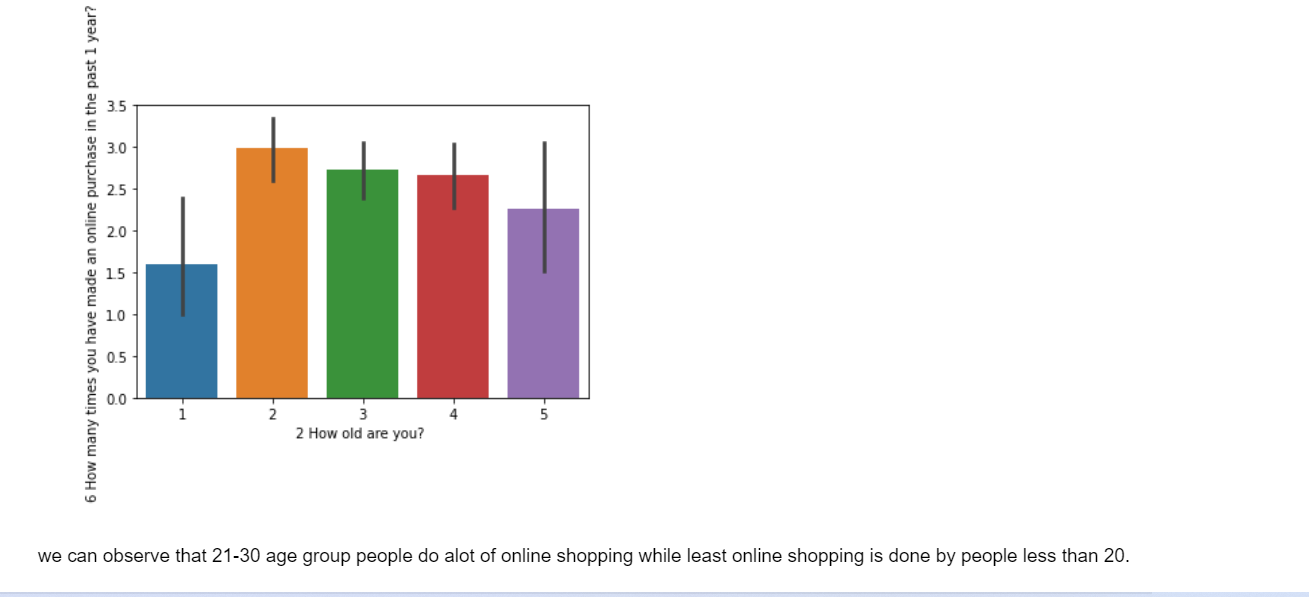 6 How many times you have made an online purchase in the past 1 year?
3.5
3.0
2.5
2.0
1.5
1.0
0.5
0.0
1 2 3 4 5
2 How old are you?
we can observe that 21-30 age group people do alot of online shopping while least online shopping is done by people less than 20.